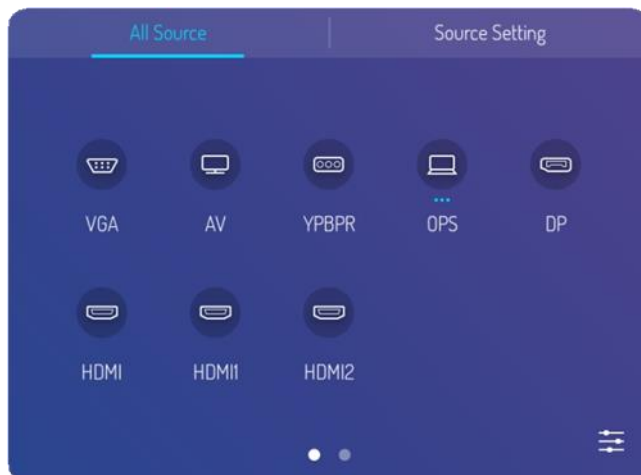 All Source Source Setting
VGA AV YPBPR OPS DP
HDMI HDMI1 HDMI2